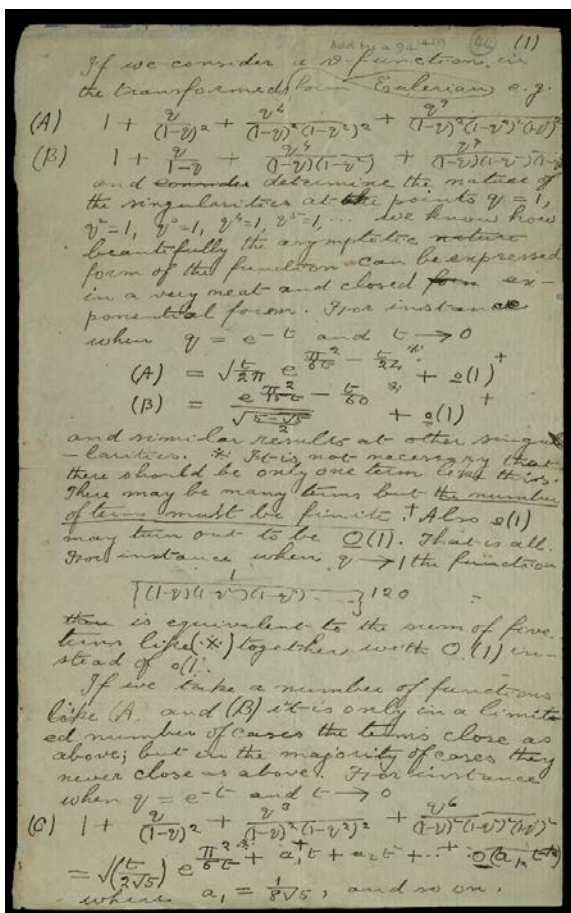 Add ms a 94 (44) (1)
If we consider a ϑ-function in
the transformed form Eulerian, e.g.
(A) 1 + q/(1-q)² + q⁴/(1-q)²(1-q²)² + q⁹/(1-q)²(1-q²)²(1-q³)²
(B) 1 + q/1-q + q⁴/(1-q)(1-q²) + q⁹/(1-q)(1-q²)(1-q
and consider determine the nature of
the singularities at the points q = 1,
q²=1, q³=1, q⁴=1, q⁵=1, ... we know how
beautifully the asymptotic nature
form of the function can be expressed
in a very neat and closed form ex-
ponential form. For instance
when q = e^-t and t → 0
(A) = √t/2π e^π²/6t - t/24 * + o(1)†
(B) = e^π²/15t - t/60 * / √5-√5/2 + o(1)†
and similar results at other singu
-larities. * It is not necessary that
there should be only one term like this.
There may be many terms but the number
of terms must be finite. † Also o(1)
may turn out to be O(1). That is all.
For instance when q → 1 the function
1/{(1-q)(1-q²)(1-q³) ...}120
is equivalent to the sum of five
terms like (*) together with O(1) in-
stead of o(1).
If we take a number of functions
like (A) and (B) it is only in a limit-
ed number of cases the terms close as
above; but in the majority of cases they
never close as above. For instance
when q = e^-t and t → 0
(C) 1 + q/(1-q)² + q³/(1-q)²(1-q²)² + q⁶/(1-q)²(1-q²)²(1-q³)²
= √(t/2√5) e^π²/5t + a₁t + a₂t² + ... + O(aₖtᵏ)
where a₁ = 1/8√5, and so on.